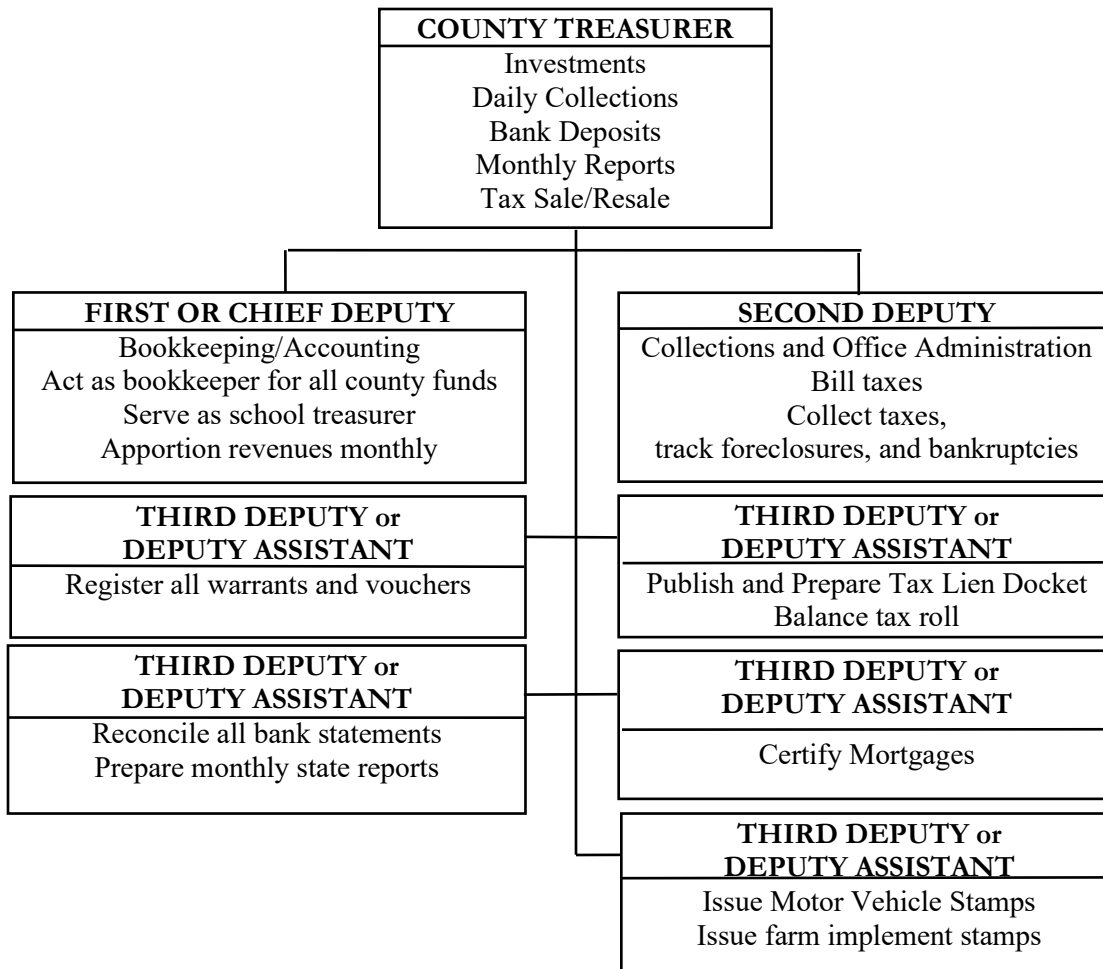 COUNTY TREASURER
Investments
Daily Collections
Bank Deposits
Monthly Reports
Tax Sale/Resale
FIRST OR CHIEF DEPUTY
Bookkeeping/Accounting
Act as bookkeeper for all county funds
Serve as school treasurer
Apportion revenues monthly
SECOND DEPUTY
Collections and Office Administration
Bill taxes
Collect taxes,
track foreclosures, and bankruptcies
THIRD DEPUTY or
DEPUTY ASSISTANT
Register all warrants and vouchers
THIRD DEPUTY or
DEPUTY ASSISTANT
Publish and Prepare Tax Lien Docket
Balance tax roll
THIRD DEPUTY or
DEPUTY ASSISTANT
Reconcile all bank statements
Prepare monthly state reports
THIRD DEPUTY or
DEPUTY ASSISTANT
Certify Mortgages
THIRD DEPUTY or
DEPUTY ASSISTANT
Issue Motor Vehicle Stamps
Issue farm implement stamps